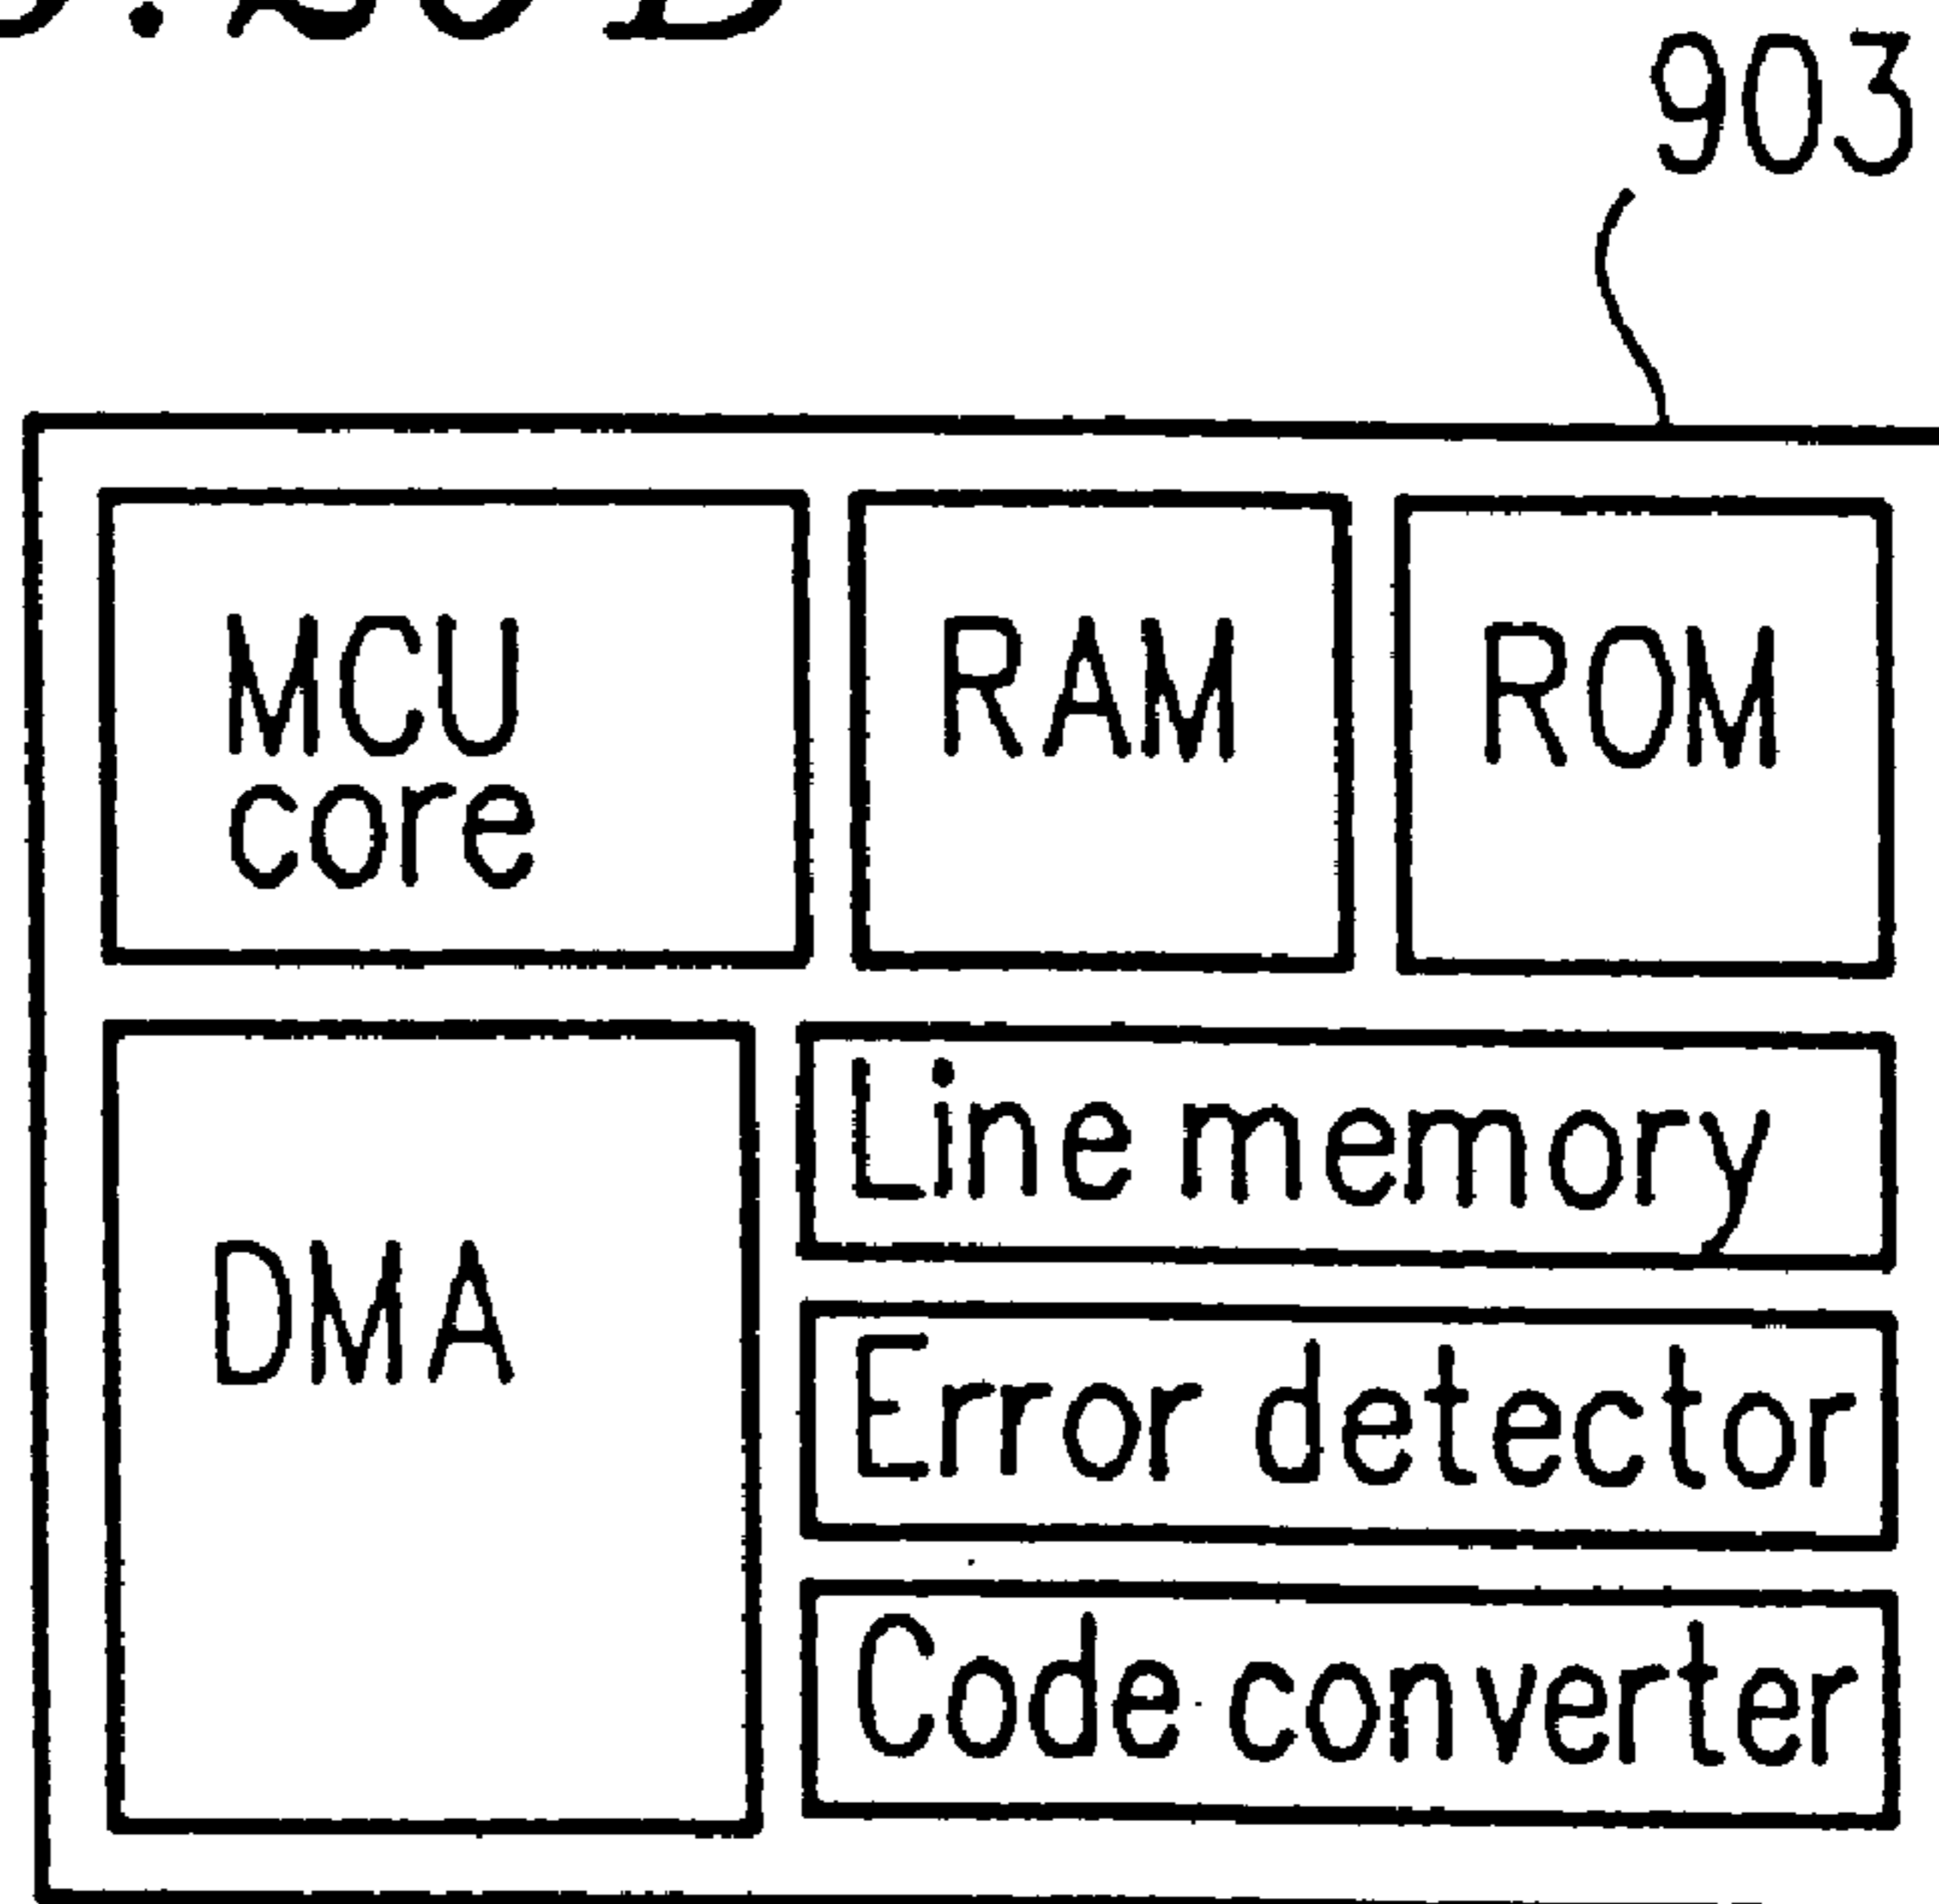 903
MCU
core
RAM
ROM
DMA
Line memory
Error detector
Code converter